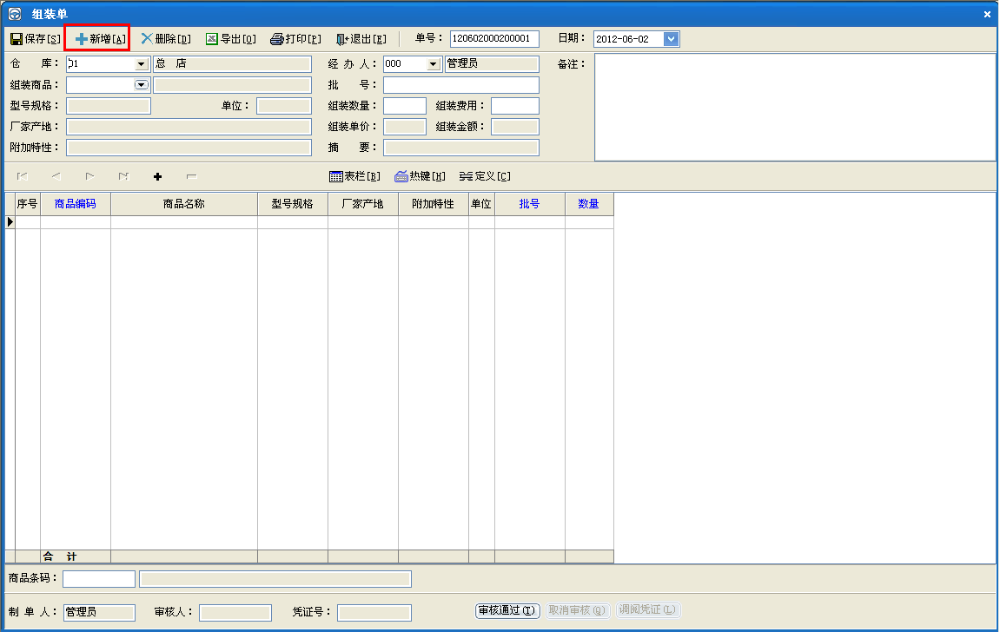 组装单
保存[S] 新增[A] 删除[D] 导出[O] 打印[P] 退出[E] 单号： 120602000200001 日期： 2012-06-02
仓 库： 01 总 店 经 办 人： 000 管理员 备注：
组装商品： 批 号：
型号规格： 单位： 组装数量： 组装费用：
厂家产地： 组装单价： 组装金额：
附加特性： 摘 要：
表栏[B] 热键[H] 定义[C]
序号 商品编码 商品名称 型号规格 厂家产地 附加特性 单位 批号 数量
合 计
商品条码：
制 单 人： 管理员 审核人： 凭证号： 审核通过(T) 取消审核(Q) 调阅凭证(L)